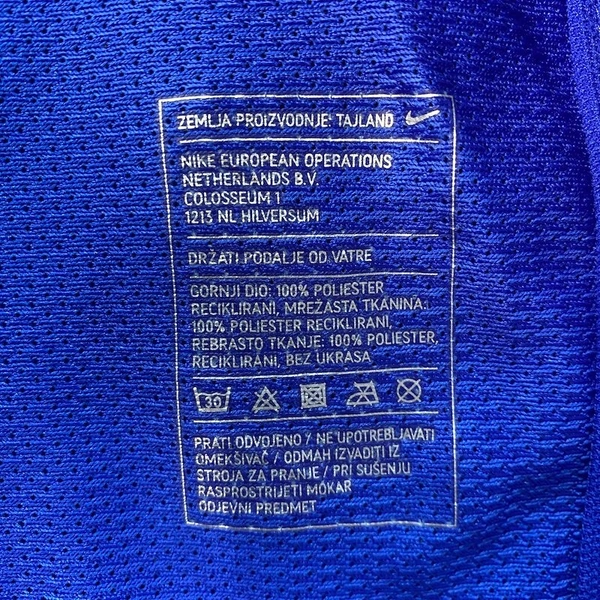 ZEMLJA PROIZVODNJE: TAJLAND
NIKE EUROPEAN OPERATIONS
NETHERLANDS B.V.
COLOSSEUM 1
1213 NL HILVERSUM
DRŽATI PODALJE OD VATRE
GORNJI DIO: 100% POLIESTER
RECIKLIRANI, MREŽASTA TKANINA:
100% POLIESTER RECIKLIRANI,
REBRASTO TKANJE: 100% POLIESTER,
RECIKLIRANI, BEZ UKRASA
30
PRATI ODVOJENO / NE UPOTREBLJAVATI
OMEKŠIVAČ / ODMAH IZVADITI IZ
STROJA ZA PRANJE / PRI SUŠENJU
RASPROSTRIJETI MOKAR
ODJEVNI PREDMET